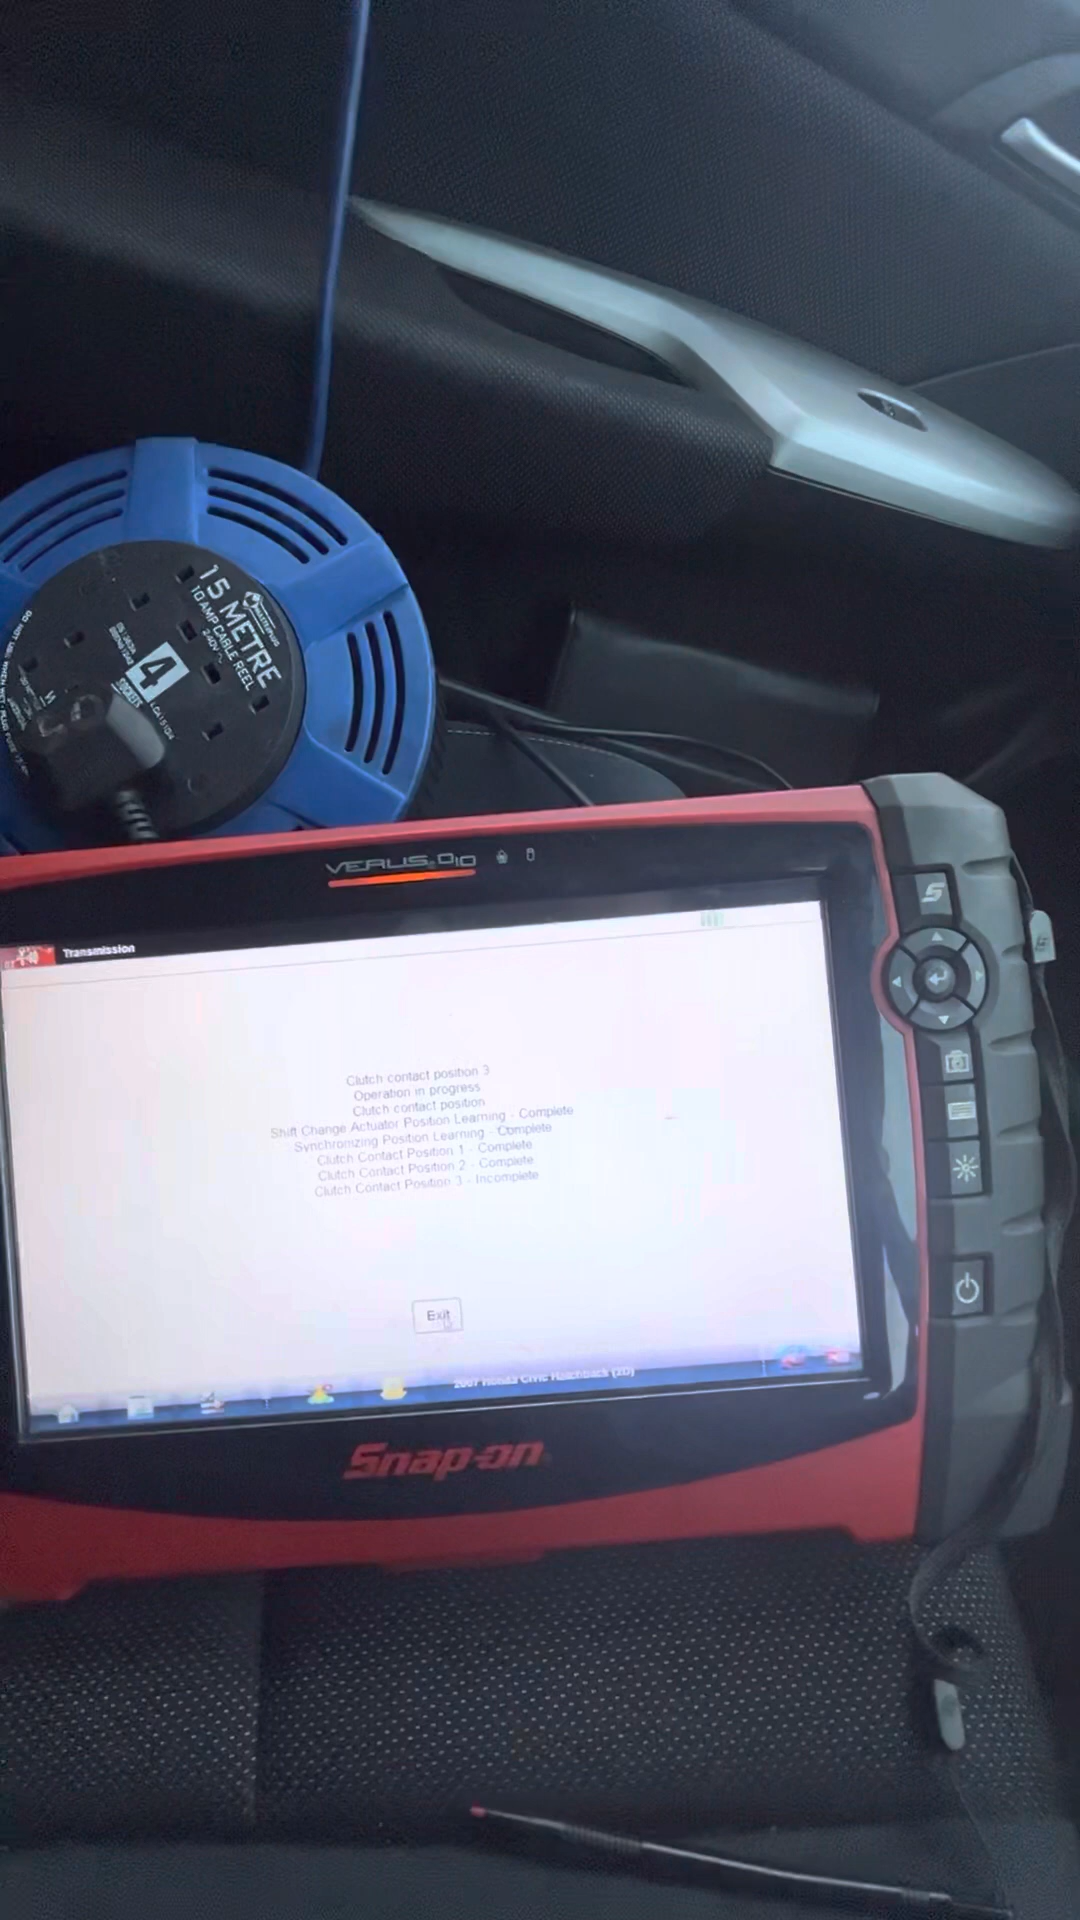 MASTERPLUG
15 METRE
10 AMP CABLE REEL
240V~
4
SOCKETS
VERUS PRO
Transmission
Clutch contact position 3
Operation in progress
Clutch contact position
Shift Change Actuator Position Learning - Complete
Synchronizing Position Learning - Complete
Clutch Contact Position 1 - Complete
Clutch Contact Position 2 - Complete
Clutch Contact Position 3 - Incomplete
Exit
2007 Honda Civic Hatchback
Snap-on
S